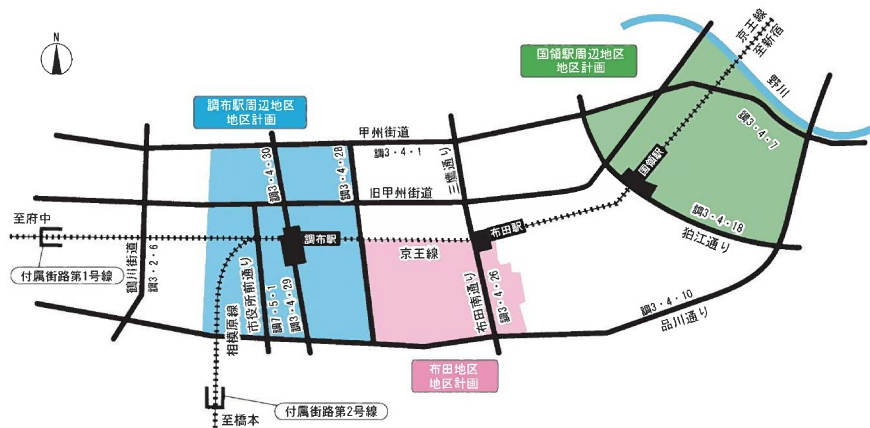 N
京王線
至新宿
国領駅周辺地区
地区計画
野川
調布駅周辺地区
地区計画
甲州街道
調3・4・1
調3・4・7
調3・4・30
調3・4・28
三鷹通り
国領駅
旧甲州街道
調3・4・18
狛江通り
至府中
布田駅
調布駅
京王線
付属街路第1号線
鶴川街道
調3・2・6
市役所前通り
調7・5・1
調3・4・29
布田南通り
調3・4・26
相模原線
調3・4・10
品川通り
布田地区
地区計画
付属街路第2号線
至橋本